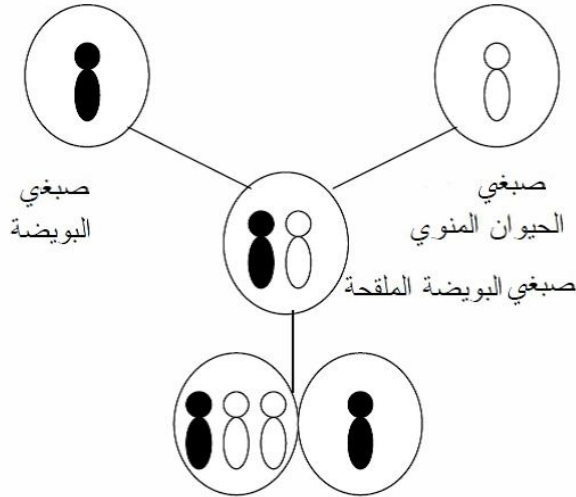 صبغي
البويضة
صبغي
الحيوان المنوي
صبغي البويضة الملقحة